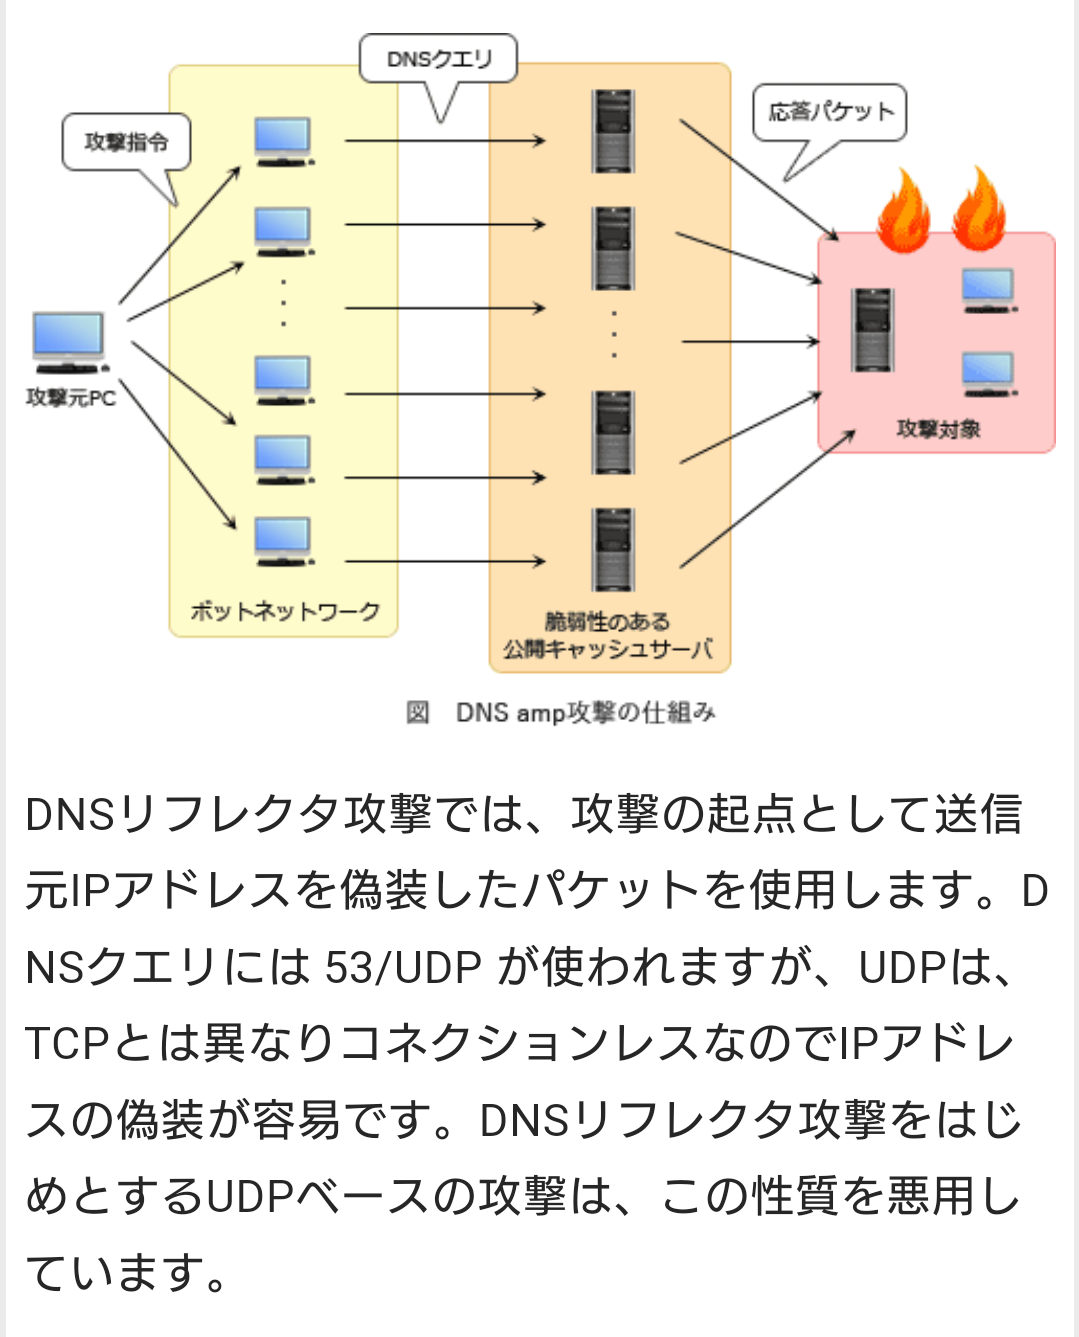 DNSクエリ
攻撃指令
応答パケット
攻撃元PC
攻撃対象
ボットネットワーク
脆弱性のある
公開キャッシュサーバ
図　DNS amp攻撃の仕組み
DNSリフレクタ攻撃では、攻撃の起点として送信
元IPアドレスを偽装したパケットを使用します。D
NSクエリには 53/UDP が使われますが、UDPは、
TCPとは異なりコネクションレスなのでIPアドレ
スの偽装が容易です。DNSリフレクタ攻撃をはじ
めとするUDPベースの攻撃は、この性質を悪用し
ています。